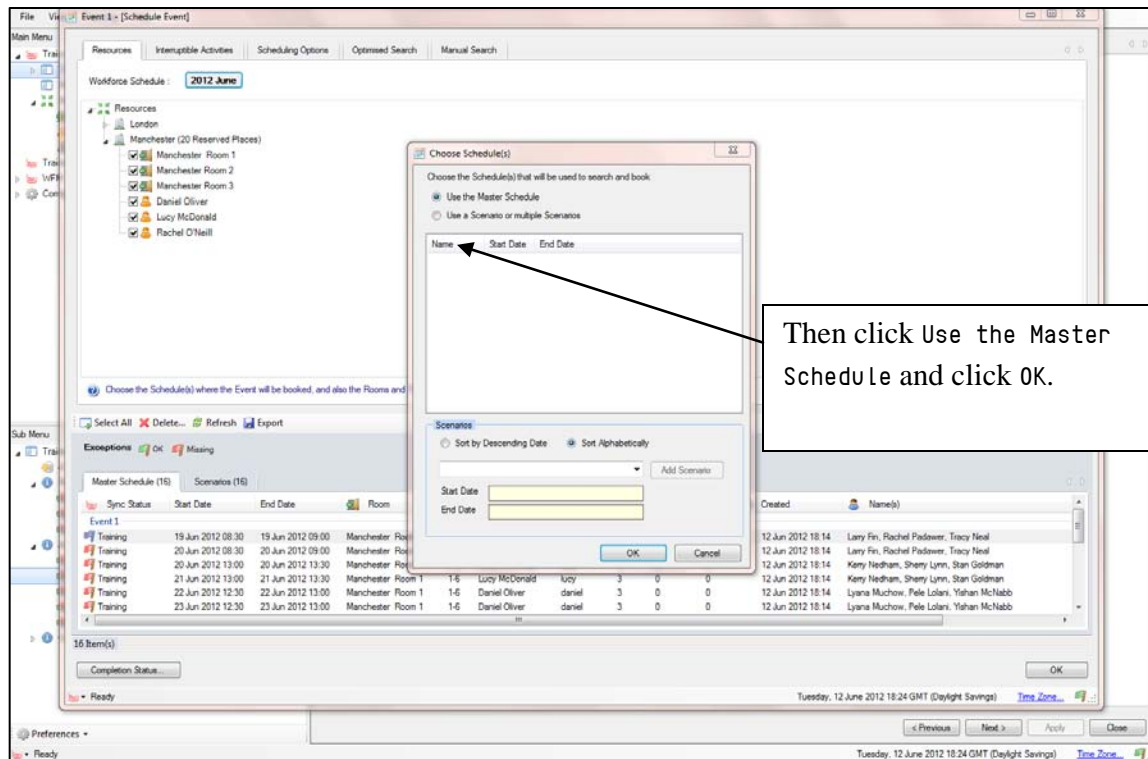 File Vi Event 1 - [Schedule Event]
Main Menu
Trai
Resources Interruptible Activities Scheduling Options Optimised Search Manual Search
Workforce Schedule : 2012 June
Resources
London
Manchester (20 Reserved Places)
Manchester Room 1
Manchester Room 2
Manchester Room 3
Daniel Oliver
Lucy McDonald
Rachel O'Neill
Trai
WFM
Com
Choose Schedule(s)
Choose the Schedule(s) that will be used to search and book
Use the Master Schedule
Use a Scenario or multiple Scenarios
Name Start Date End Date
Then click Use the Master
Schedule and click OK.
Choose the Schedule(s) where the Event will be booked, and also the Rooms and
Scenarios
Sort by Descending Date Sort Alphabetically
Add Scenario
Start Date
End Date
OK Cancel
Select All Delete... Refresh Export
Sub Menu
Trai
Exceptions OK Missing
Master Schedule (16) Scenarios (16)
Sync Status Start Date End Date Room Created Name(s)
Event 1
Training 19 Jun 2012 08:30 19 Jun 2012 09:00 Manchester Roo 12 Jun 2012 18:14 Larry Fin, Rachel Padawer, Tracy Neal
Training 20 Jun 2012 08:30 20 Jun 2012 09:00 Manchester Roo 12 Jun 2012 18:14 Larry Fin, Rachel Padawer, Tracy Neal
Training 20 Jun 2012 13:00 20 Jun 2012 13:30 Manchester Roo 12 Jun 2012 18:14 Kerry Nedham, Sherry Lynn, Stan Goldman
Training 21 Jun 2012 13:00 21 Jun 2012 13:30 Manchester Room 1 1-6 Lucy McDonald lucy 3 0 0 12 Jun 2012 18:14 Kerry Nedham, Sherry Lynn, Stan Goldman
Training 22 Jun 2012 12:30 22 Jun 2012 13:00 Manchester Room 1 1-6 Daniel Oliver daniel 3 0 0 12 Jun 2012 18:14 Lyana Muchow, Pele Lolani, Yishan McNabb
Training 23 Jun 2012 12:30 23 Jun 2012 13:00 Manchester Room 1 1-6 Daniel Oliver daniel 3 0 0 12 Jun 2012 18:14 Lyana Muchow, Pele Lolani, Yishan McNabb
16 Item(s)
Completion Status... OK
Ready Tuesday, 12 June 2012 18:24 GMT (Daylight Savings) Time Zone...
Preferences < Previous Next > Apply Close
Ready Tuesday, 12 June 2012 18:24 GMT (Daylight Savings) Time Zone...